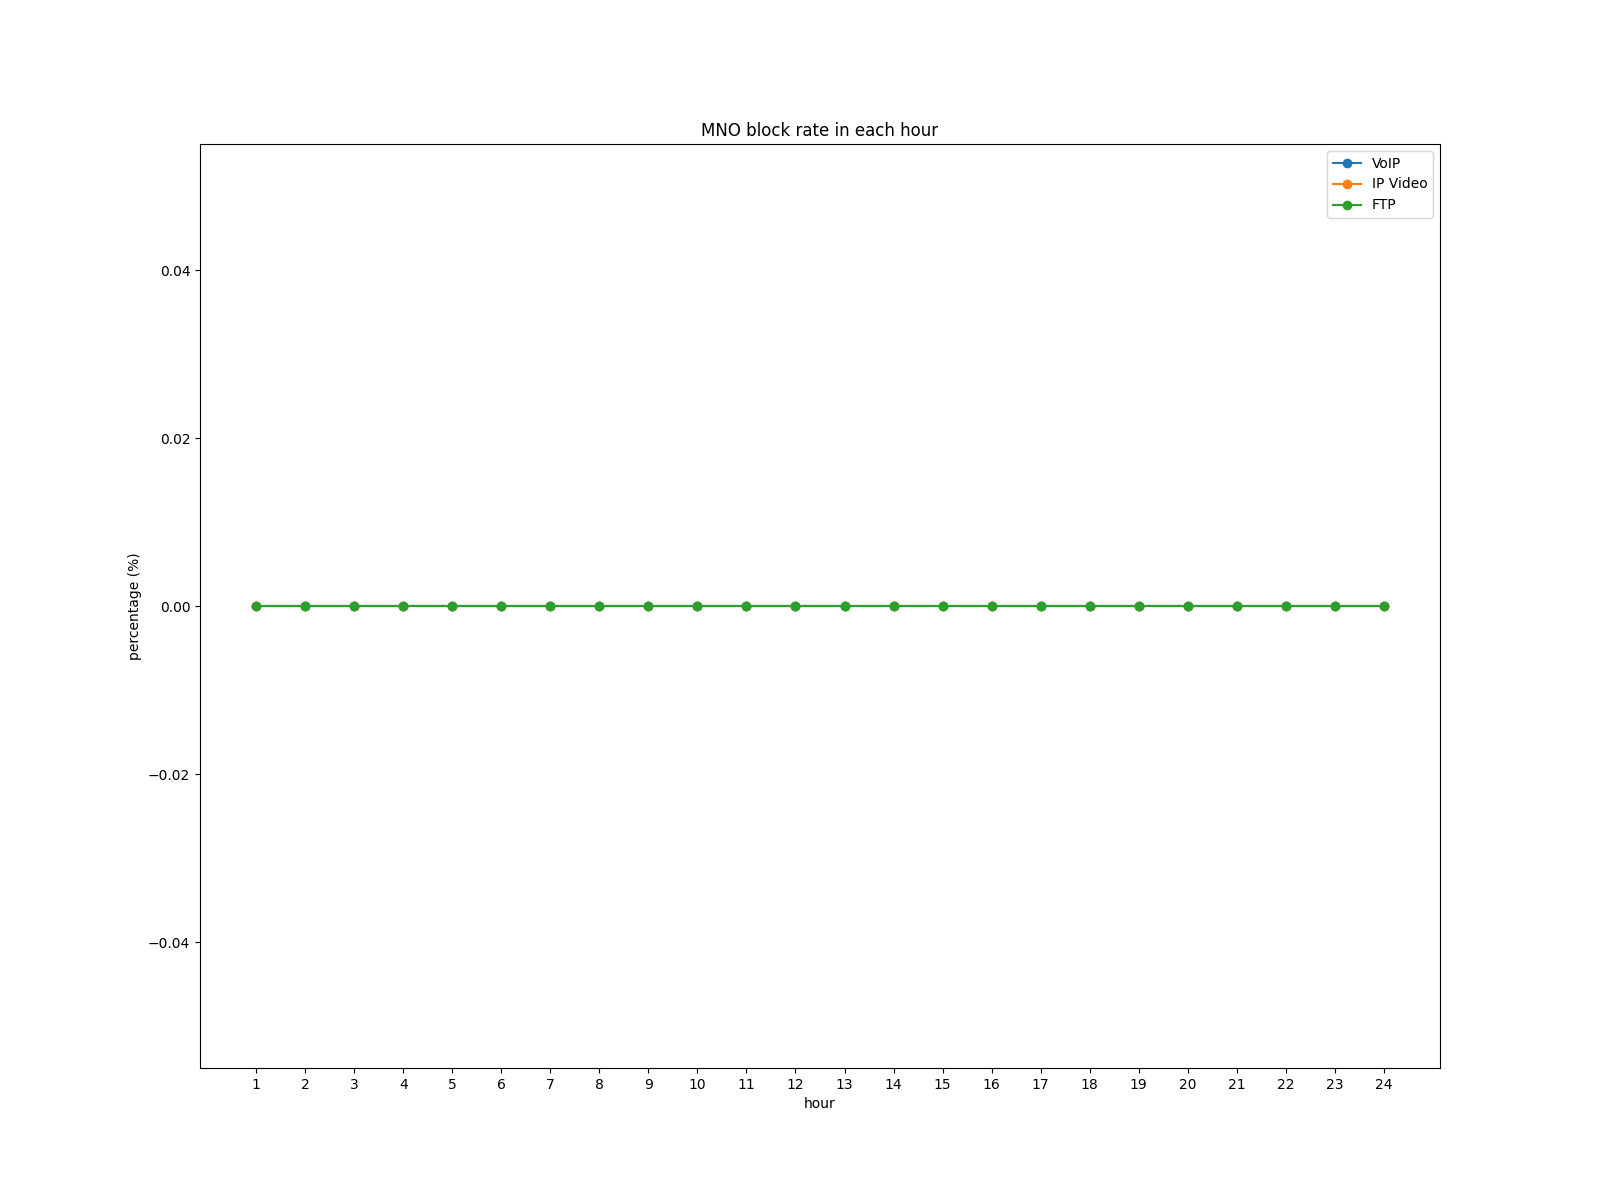 MNO block rate in each hour
VoIP
IP Video
FTP
0.04
0.02
0.00
−0.02
−0.04
percentage (%)
1 2 3 4 5 6 7 8 9 10 11 12 13 14 15 16 17 18 19 20 21 22 23 24
hour